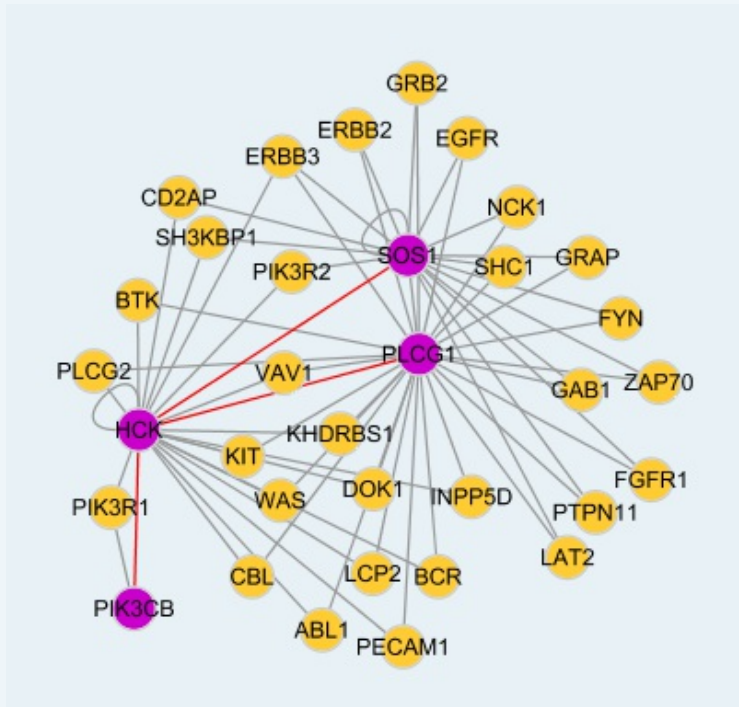 GRB2
ERBB2
EGFR
ERBB3
CD2AP
NCK1
SH3KBP1
SOS1
GRAP
SHC1
PIK3R2
BTK
FYN
PLCG1
PLCG2
VAV1
ZAP70
GAB1
HCK
KHDRBS1
KIT
FGFR1
DOK1
INPP5D
WAS
PIK3R1
PTPN11
LAT2
LCP2
CBL
BCR
PIK3CB
ABL1
PECAM1